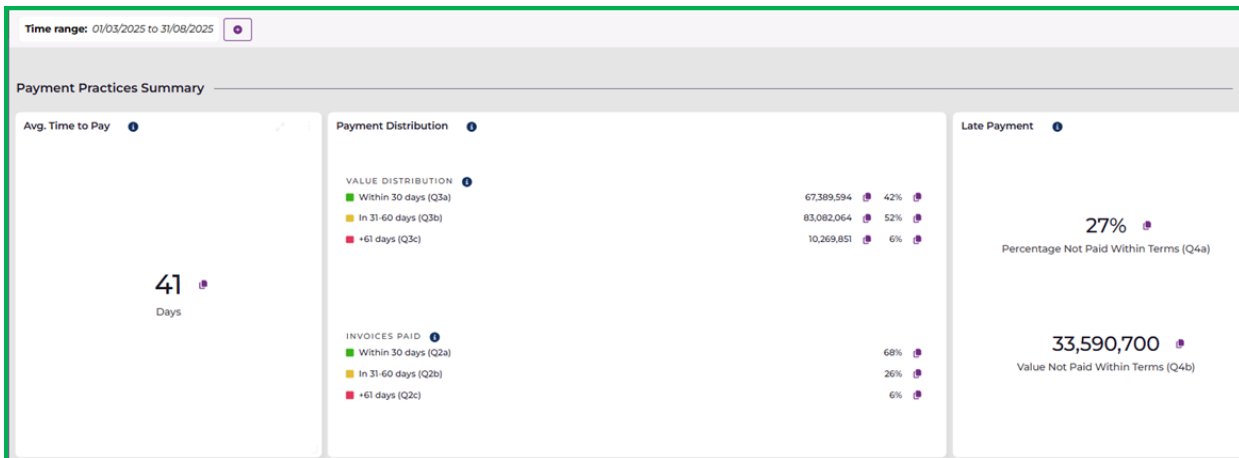 Time range: 01/03/2025 to 31/08/2025
Payment Practices Summary
Avg. Time to Pay
41
Days
Payment Distribution
VALUE DISTRIBUTION
Within 30 days (Q3a) 67,389,594 42%
In 31-60 days (Q3b) 83,082,064 52%
+61 days (Q3c) 10,269,851 6%
INVOICES PAID
Within 30 days (Q2a) 68%
In 31-60 days (Q2b) 26%
+61 days (Q2c) 6%
Late Payment
27%
Percentage Not Paid Within Terms (Q4a)
33,590,700
Value Not Paid Within Terms (Q4b)